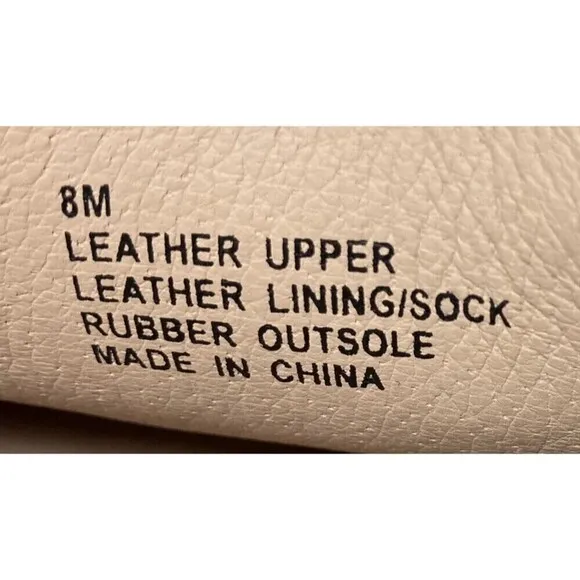 8M
LEATHER UPPER
LEATHER LINING/SOCK
RUBBER OUTSOLE
MADE IN CHINA